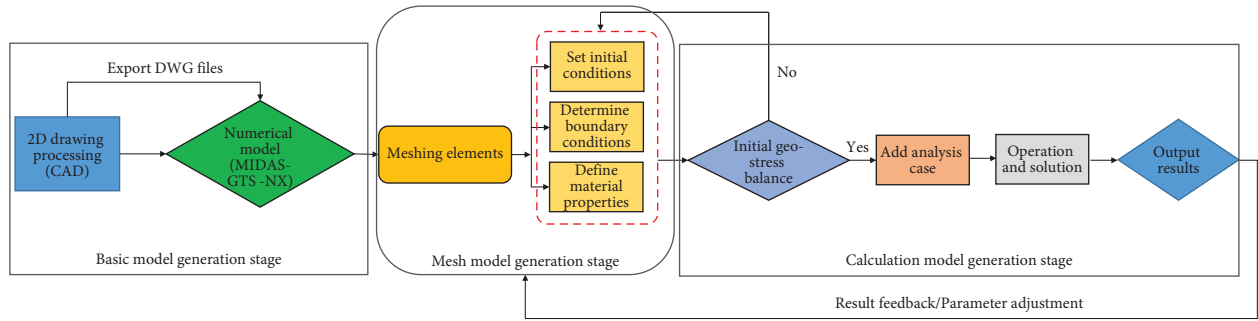 Export DWG files
2D drawing
processing
(CAD)
Numerical
model
(MIDAS-
GTS -NX)
Basic model generation stage
Meshing elements
Set initial
conditions
Determine
boundary
conditions
Define
material
properties
Mesh model generation stage
No
Initial geo-
stress
balance
Yes
Add analysis
case
Operation
and solution
Output
results
Calculation model generation stage
Result feedback/Parameter adjustment